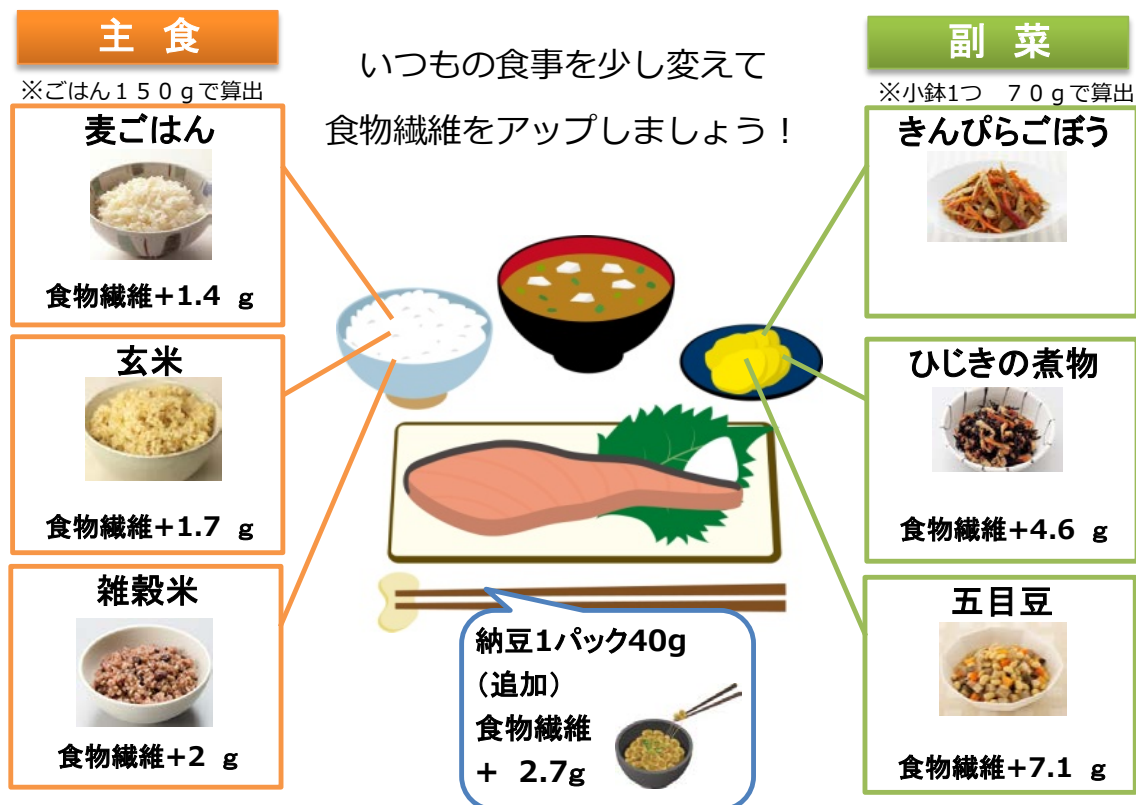 主 食
※ごはん１５０ｇで算出
麦ごはん
食物繊維+1.4 g
玄米
食物繊維+1.7 g
雑穀米
食物繊維+2 g
いつもの食事を少し変えて
食物繊維をアップしましょう！
納豆1パック40g
（追加）
食物繊維
+ 2.7g
副 菜
※小鉢1つ　７０ｇで算出
きんぴらごぼう
ひじきの煮物
食物繊維+4.6 g
五目豆
食物繊維+7.1 g